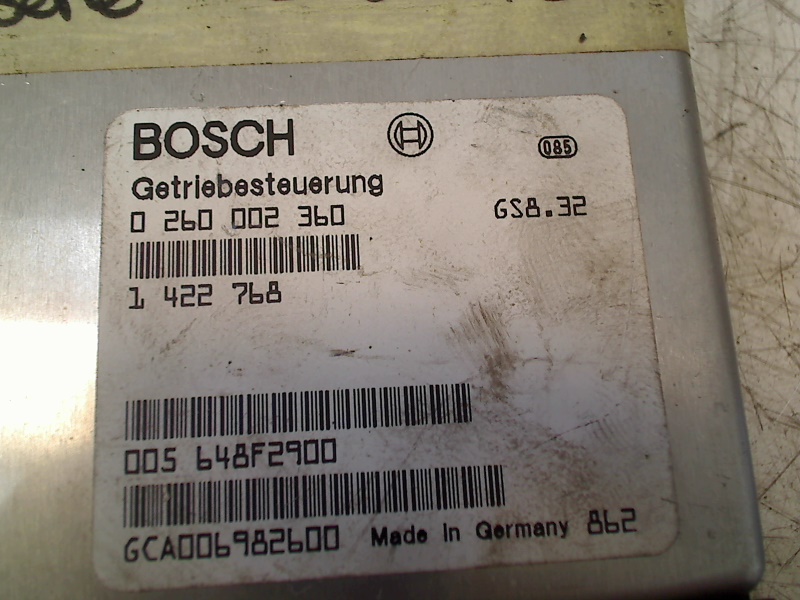 BOSCH
085
Getriebesteuerung
0 260 002 360 GS8.32
1 422 768
005 648F2900
GCA006982600 Made in Germany 862